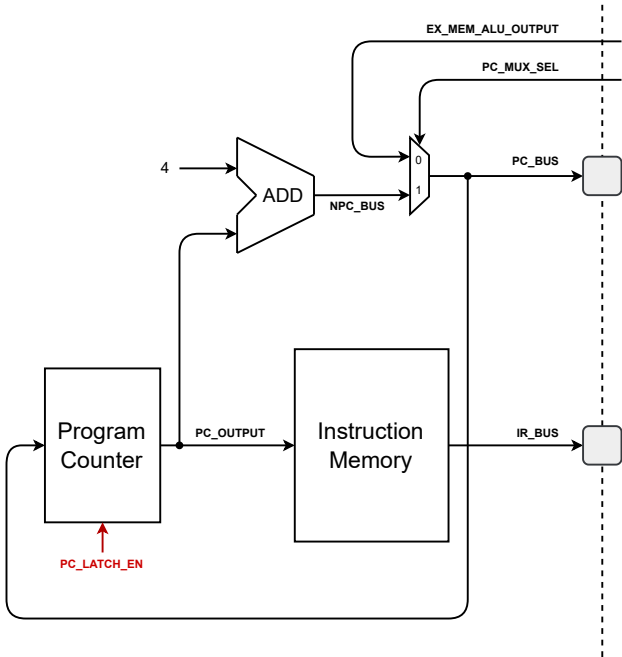 EX_MEM_ALU_OUTPUT
PC_MUX_SEL
0
4
PC_BUS
1
ADD
NPC_BUS
Program
Counter
PC_OUTPUT
Instruction
Memory
IR_BUS
PC_LATCH_EN